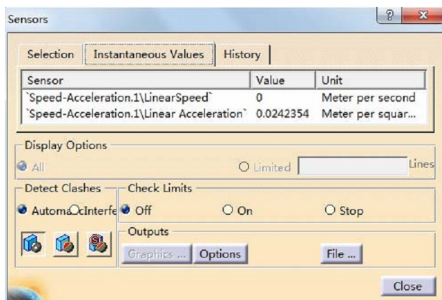 Sensors
Selection Instantaneous Values History
Sensor Value Unit
`Speed-Acceleration.1\LinearSpeed` 0 Meter per second
`Speed-Acceleration.1\Linear Acceleration` 0.0242354 Meter per squar...
Display Options
All Limited Lines
Detect Clashes Check Limits
Automatic Interfe Off On Stop
Outputs
Graphics ... Options File ...
Close